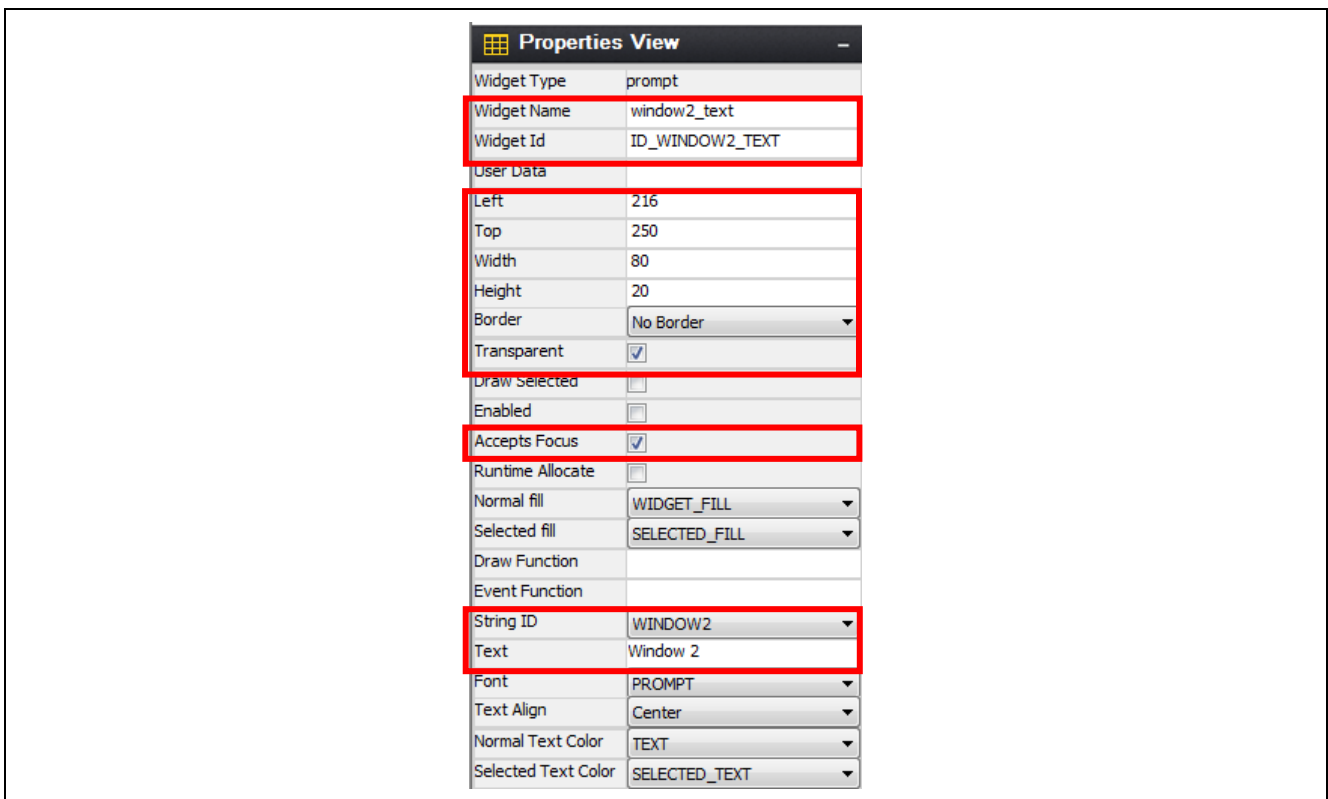 Properties View
Widget Type prompt
Widget Name window2_text
Widget Id ID_WINDOW2_TEXT
User Data
Left 216
Top 250
Width 80
Height 20
Border No Border
Transparent
Draw Selected
Enabled
Accepts Focus
Runtime Allocate
Normal fill WIDGET_FILL
Selected fill SELECTED_FILL
Draw Function
Event Function
String ID WINDOW2
Text Window 2
Font PROMPT
Text Align Center
Normal Text Color TEXT
Selected Text Color SELECTED_TEXT